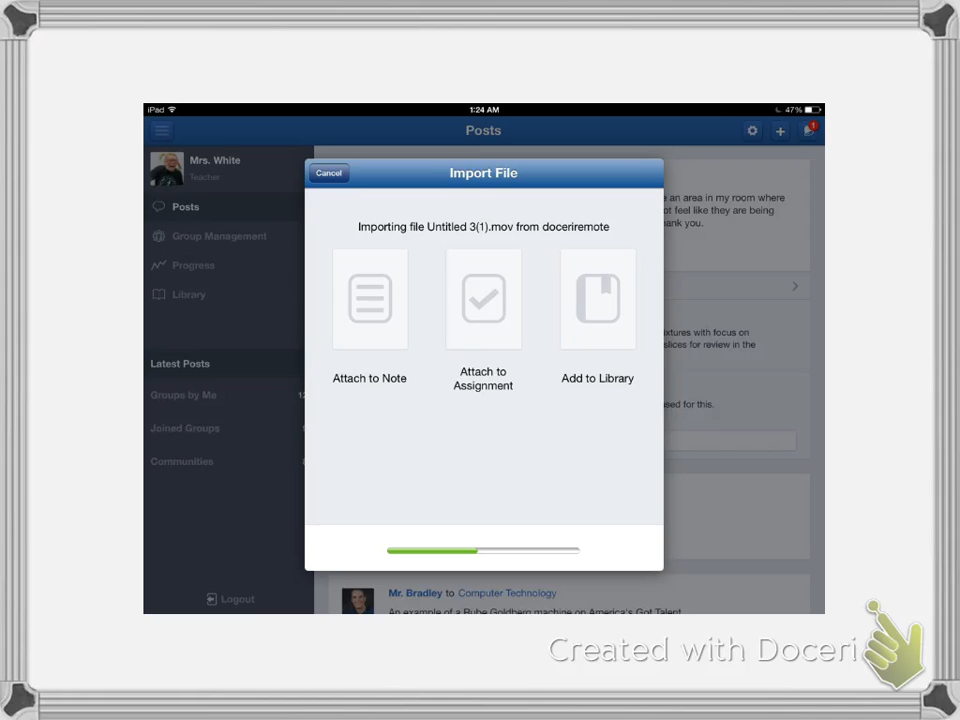 iPad
1:24 AM
47%
Posts
1
Mrs. White
Teacher
Posts
Group Management
Progress
Library
Latest Posts
Groups by Me
Joined Groups
Communities
Logout
Cancel
Import File
Importing file Untitled 3(1).mov from doceriremote
Attach to Note
Attach to
Assignment
Add to Library
an area in my room where
ot feel like they are being
ank you.
ixtures with focus on
slices for review in the
sed for this.
Mr. Bradley to Computer Technology
An example of a Rube Goldberg machine on America's Got Talent
Created with Doceri